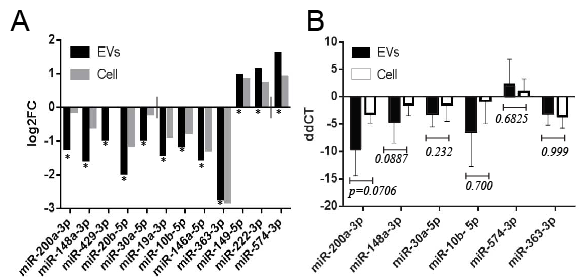 A
EVs
Cell
log2FC
2
1
0
-1
-2
-3
* * * * * * * * * * * *
miR-200a-3p
miR-148a-3p
miR-429-3p
miR-20b-5p
miR-30a-5p
miR-19a-3p
miR-10b-5p
miR-146a-5p
miR-363-3p
miR-149-5p
miR-222-3p
miR-574-3p
B
EVs
Cell
ddCT
10
5
0
-5
-10
-15
-20
p=0.0706
0.0887
0.232
0.700
0.6825
0.999
miR-200a-3p
miR-148a-3p
miR-30a-5p
miR-10b- 5p
miR-574-3p
miR-363-3p